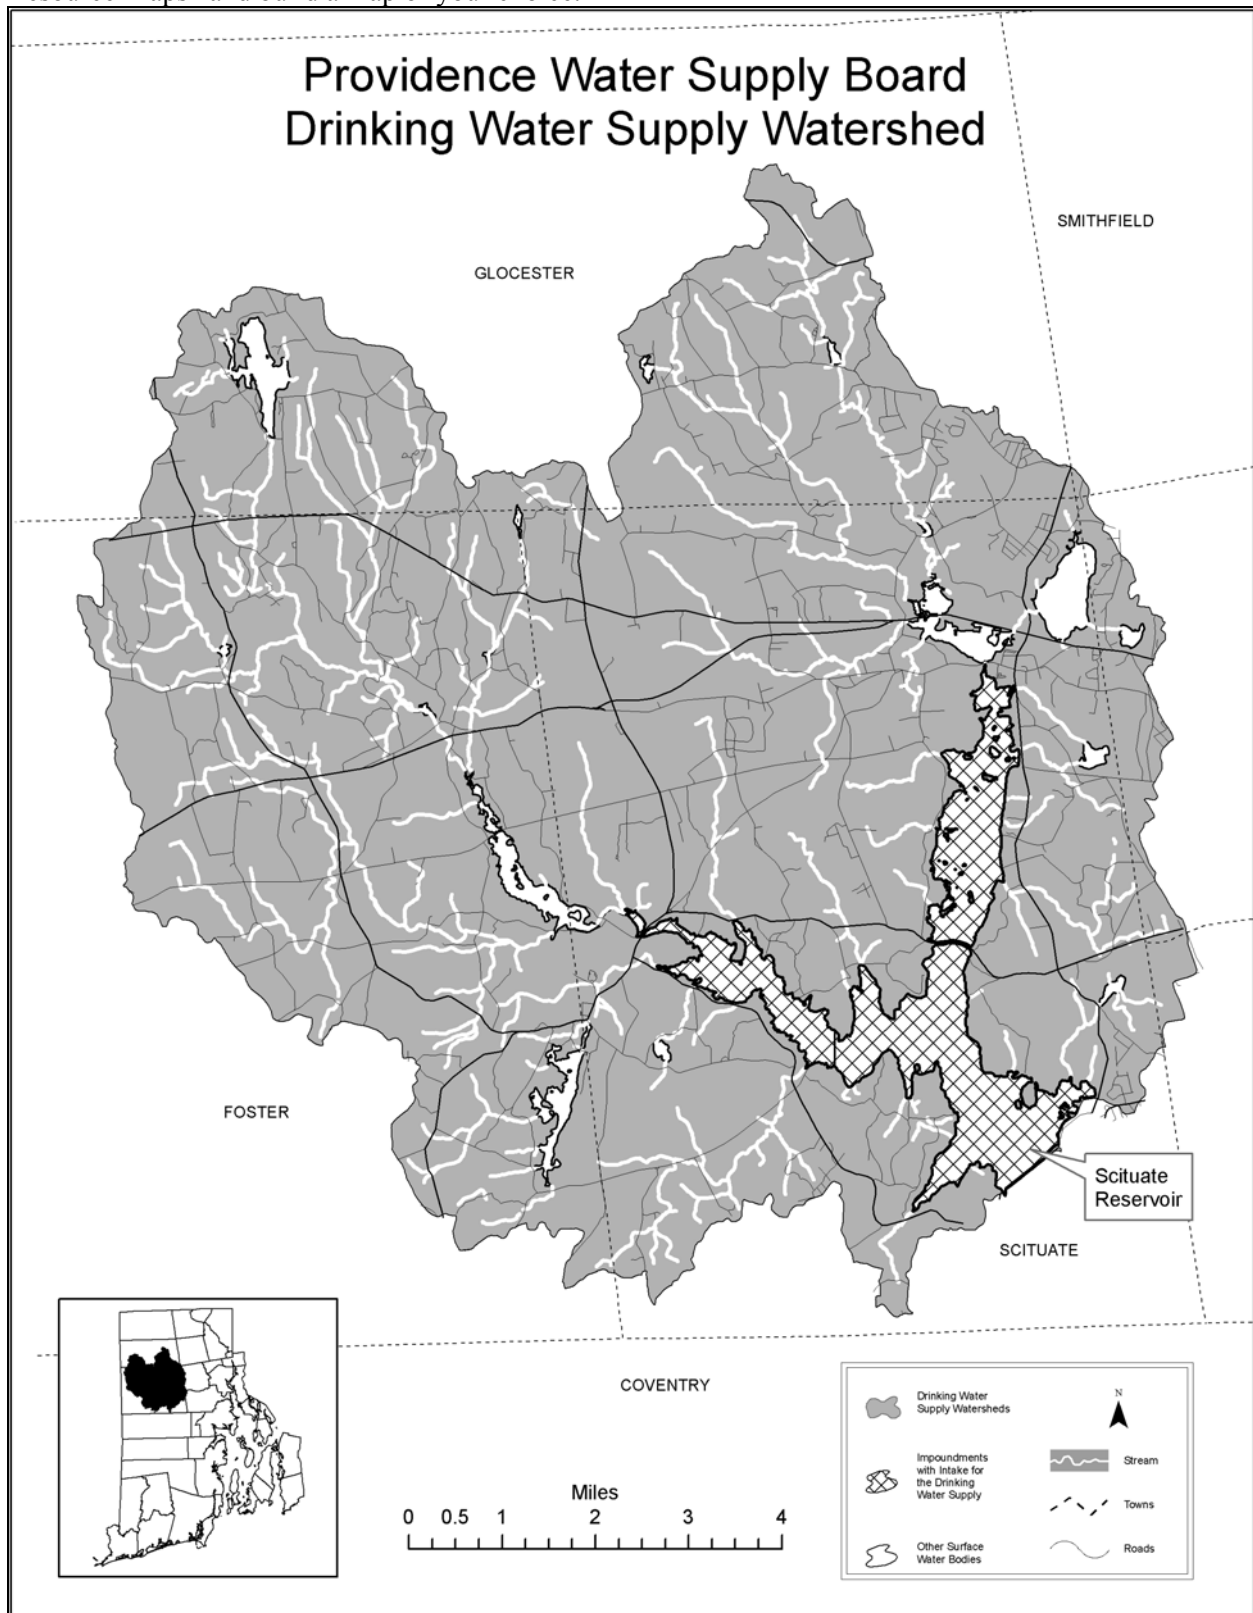 Providence Water Supply Board
Drinking Water Supply Watershed
SMITHFIELD
GLOCESTER
FOSTER
Scituate
Reservoir
SCITUATE
COVENTRY
Miles
0 0.5 1 2 3 4
Drinking Water
Supply Watersheds
N
Impoundments
with Intake for
the Drinking
Water Supply
Stream
Towns
Other Surface
Water Bodies
Roads